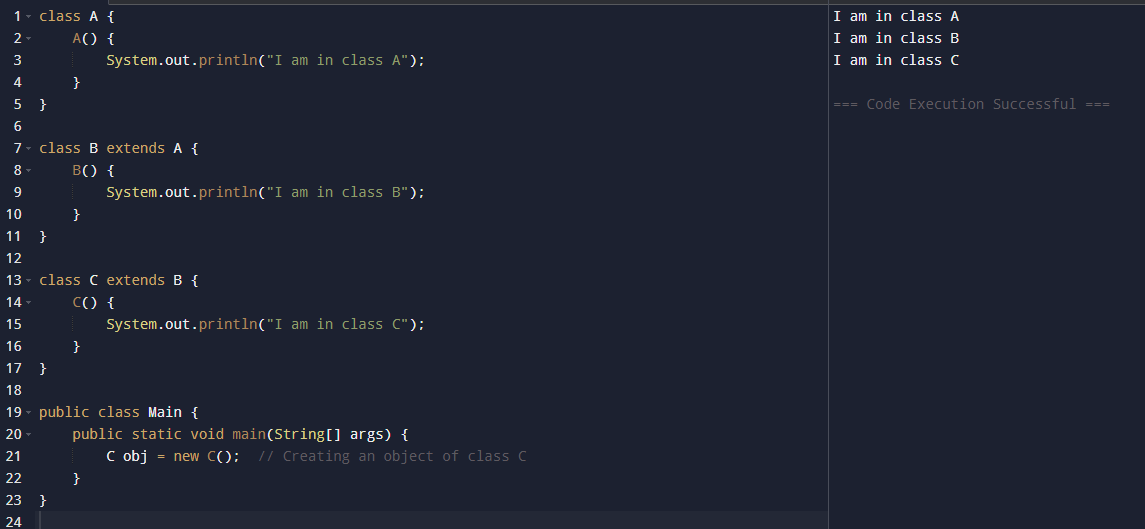 1 class A {
2     A() {
3         System.out.println("I am in class A");
4     }
5 }
6
7 class B extends A {
8     B() {
9         System.out.println("I am in class B");
10     }
11 }
12
13 class C extends B {
14     C() {
15         System.out.println("I am in class C");
16     }
17 }
18
19 public class Main {
20     public static void main(String[] args) {
21         C obj = new C();  // Creating an object of class C
22     }
23 }
24
I am in class A
I am in class B
I am in class C
=== Code Execution Successful ===